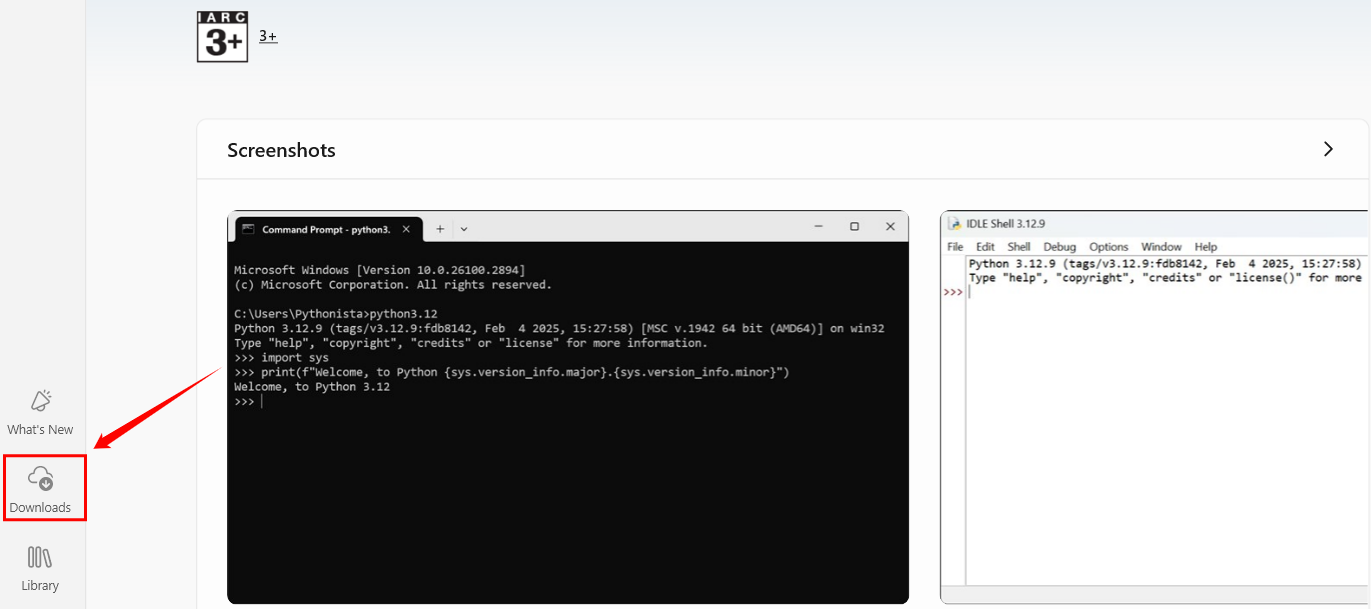 IARC
3+
3+
Screenshots
Command Prompt - python3.
Microsoft Windows [Version 10.0.26100.2894]
(c) Microsoft Corporation. All rights reserved.
C:\Users\Pythonista>python3.12
Python 3.12.9 (tags/v3.12.9:fdb8142, Feb  4 2025, 15:27:58) [MSC v.1942 64 bit (AMD64)] on win32
Type "help", "copyright", "credits" or "license" for more information.
>>> import sys
>>> print(f"Welcome, to Python {sys.version_info.major}.{sys.version_info.minor}")
Welcome, to Python 3.12
>>>
IDLE Shell 3.12.9
File Edit Shell Debug Options Window Help
Python 3.12.9 (tags/v3.12.9:fdb8142, Feb  4 2025, 15:27:58)
Type "help", "copyright", "credits" or "license()" for more
>>>
What's New
Downloads
Library